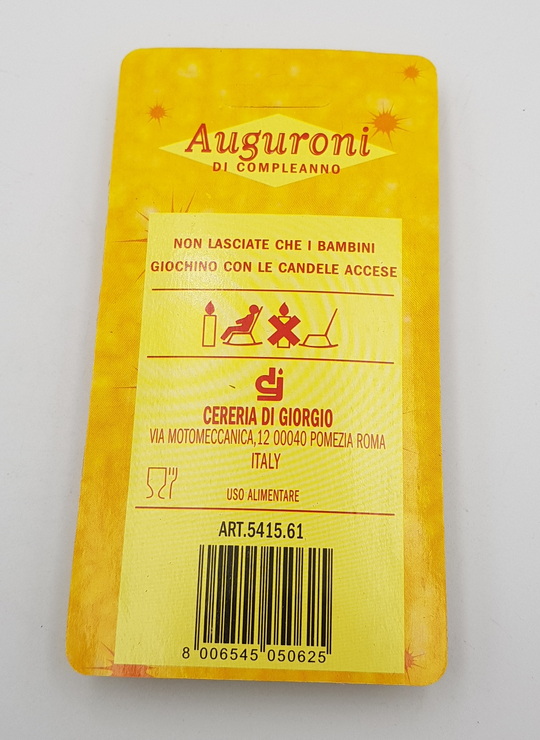 Auguroni
DI COMPLEANNO
NON LASCIATE CHE I BAMBINI
GIOCHINO CON LE CANDELE ACCESE
dg
CERERIA DI GIORGIO
VIA MOTOMECCANICA,12 00040 POMEZIA ROMA
ITALY
USO ALIMENTARE
ART.5415.61
8 006545 050625